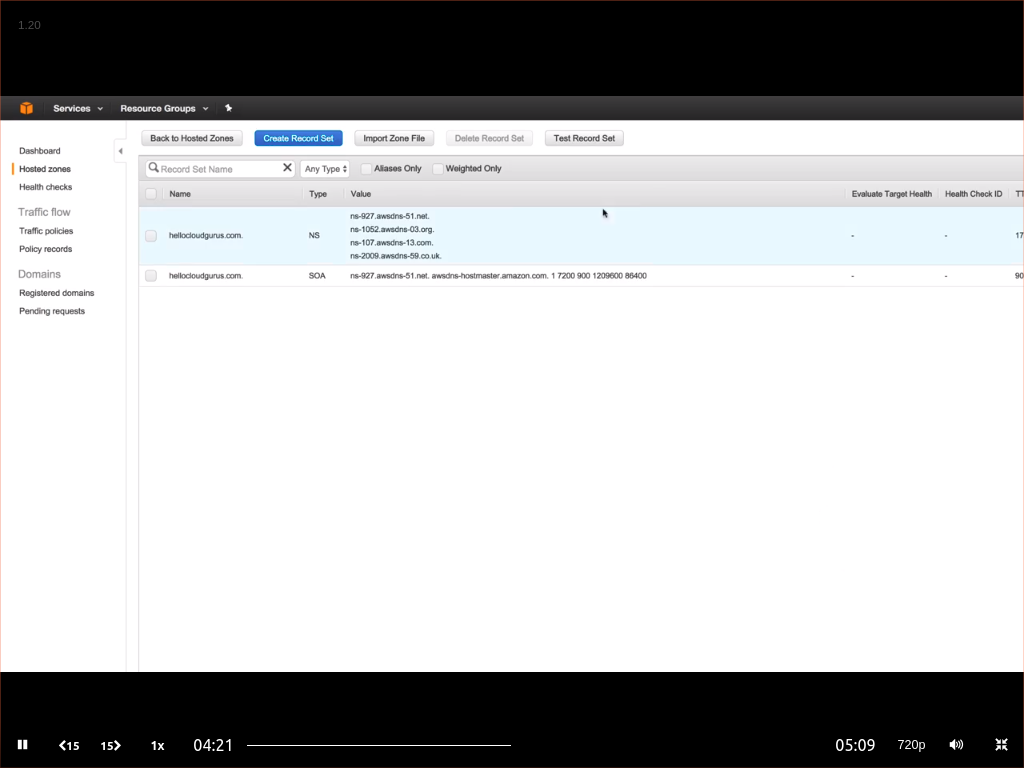 1.20
Services Resource Groups
Back to Hosted Zones Create Record Set Import Zone File Delete Record Set Test Record Set
Dashboard
Hosted zones
Health checks
Traffic flow
Traffic policies
Policy records
Domains
Registered domains
Pending requests
Record Set Name Any Type Aliases Only Weighted Only
Name Type Value Evaluate Target Health Health Check ID TT
hellocloudgurus.com. NS
ns-927.awsdns-51.net.
ns-1052.awsdns-03.org.
ns-107.awsdns-13.com.
ns-2009.awsdns-59.co.uk.
- - 17
hellocloudgurus.com. SOA ns-927.awsdns-51.net. awsdns-hostmaster.amazon.com. 1 7200 900 1209600 86400 - - 90
15 15 1x 04:21 05:09 720p